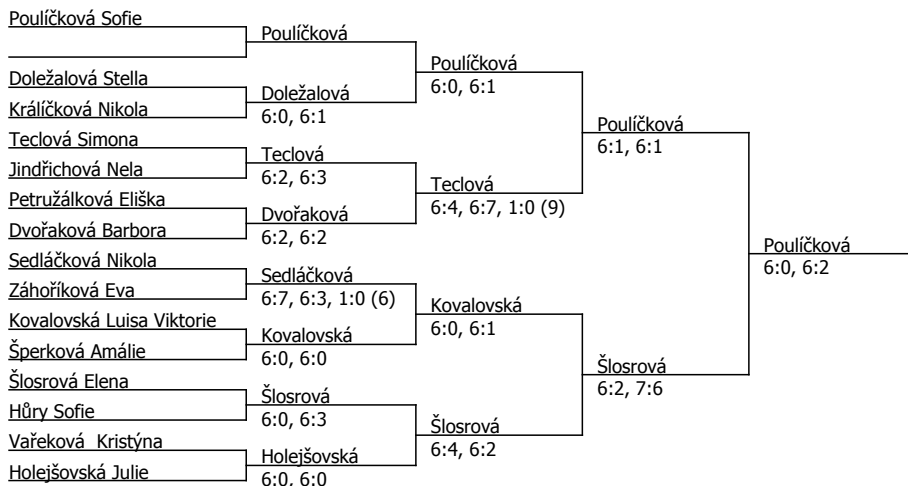 Poulíčková Sofie
Doležalová Stella
Králíčková Nikola
Teclová Simona
Jindřichová Nela
Petružálková Eliška
Dvořaková Barbora
Sedláčková Nikola
Záhoříková Eva
Kovalovská Luisa Viktorie
Šperková Amálie
Šlosrová Elena
Hůry Sofie
Vařeková  Kristýna
Holejšovská Julie
Poulíčková
Doležalová
6:0, 6:1
Teclová
6:2, 6:3
Dvořaková
6:2, 6:2
Sedláčková
6:7, 6:3, 1:0 (6)
Kovalovská
6:0, 6:0
Šlosrová
6:0, 6:3
Holejšovská
6:0, 6:0
Poulíčková
6:0, 6:1
Teclová
6:4, 6:7, 1:0 (9)
Kovalovská
6:0, 6:1
Šlosrová
6:4, 6:2
Poulíčková
6:1, 6:1
Šlosrová
6:2, 7:6
Poulíčková
6:0, 6:2